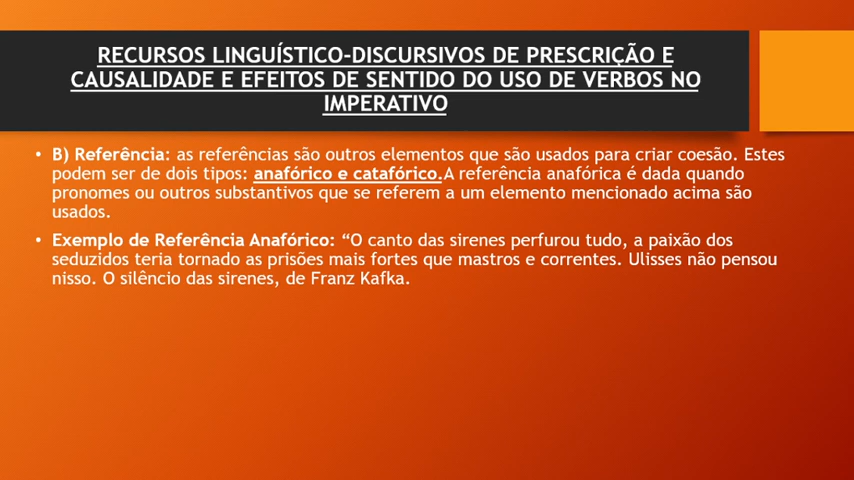 RECURSOS LINGUÍSTICO-DISCURSIVOS DE PRESCRIÇÃO E
CAUSALIDADE E EFEITOS DE SENTIDO DO USO DE VERBOS NO
IMPERATIVO
• B) Referência: as referências são outros elementos que são usados para criar coesão. Estes
podem ser de dois tipos: anafórico e catafórico.A referência anafórica é dada quando
pronomes ou outros substantivos que se referem a um elemento mencionado acima são
usados.
• Exemplo de Referência Anafórico: “O canto das sirenes perfurou tudo, a paixão dos
seduzidos teria tornado as prisões mais fortes que mastros e correntes. Ulisses não pensou
nisso. O silêncio das sirenes, de Franz Kafka.